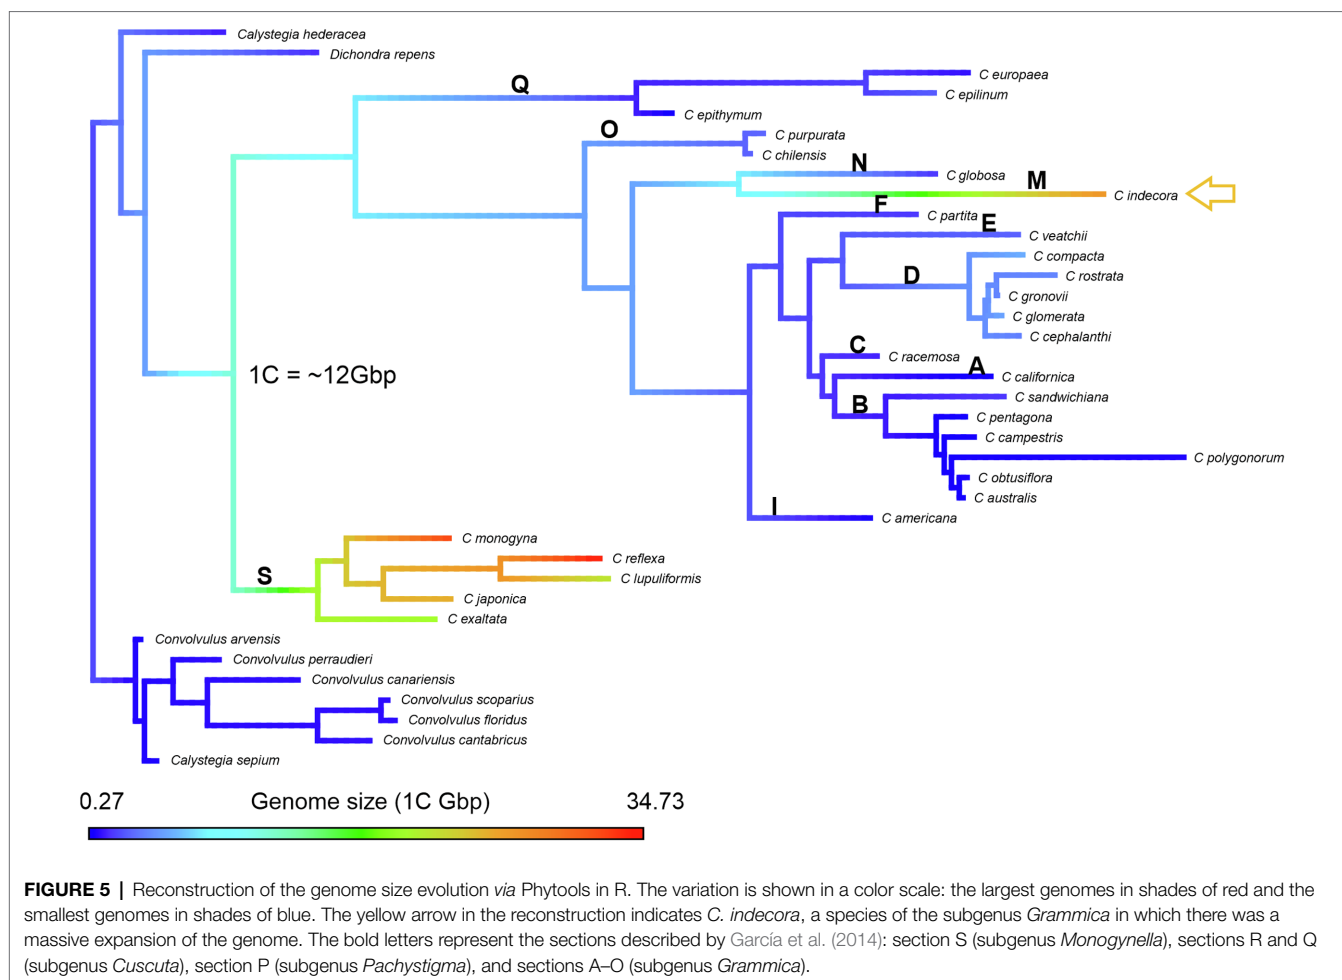 Calystegia hederacea
Dichondra repens
Q
C europaea
C epilinum
C epithymum
O
C purpurata
C chilensis
N
C globosa
M
C indecora
F
C partita
E
C veatchii
C compacta
D
C rostrata
C gronovii
C glomerata
C cephalanthi
C
C racemosa
A
C californica
1C = ~12Gbp
B
C sandwichiana
C pentagona
C campestris
C polygonorum
C obtusiflora
C australis
I
C americana
C monogyna
C reflexa
S
C lupuliformis
C japonica
C exaltata
Convolvulus arvensis
Convolvulus perraudieri
Convolvulus canariensis
Convolvulus scoparius
Convolvulus floridus
Convolvulus cantabricus
Calystegia sepium
0.27 Genome size (1C Gbp) 34.73
FIGURE 5 | Reconstruction of the genome size evolution via Phytools in R. The variation is shown in a color scale: the largest genomes in shades of red and the
smallest genomes in shades of blue. The yellow arrow in the reconstruction indicates C. indecora, a species of the subgenus Grammica in which there was a
massive expansion of the genome. The bold letters represent the sections described by García et al. (2014): section S (subgenus Monogynella), sections R and Q
(subgenus Cuscuta), section P (subgenus Pachystigma), and sections A–O (subgenus Grammica).